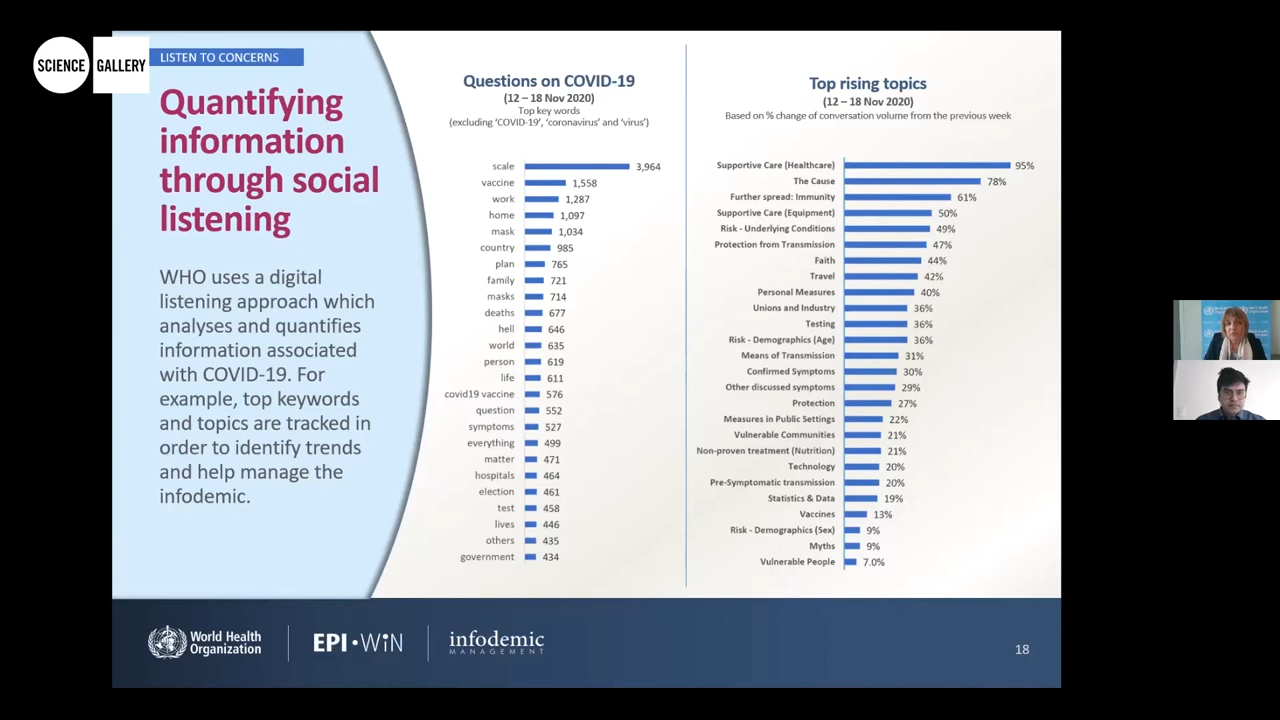 SCIENCE GALLERY
LISTEN TO CONCERNS
Quantifying
information
through social
listening
WHO uses a digital
listening approach which
analyses and quantifies
information associated
with COVID-19. For
example, top keywords
and topics are tracked in
order to identify trends
and help manage the
infodemic.
Questions on COVID-19
(12 – 18 Nov 2020)
Top key words
(excluding 'COVID-19', 'coronavirus' and 'virus')
scale 3,964
vaccine 1,558
work 1,287
home 1,097
mask 1,034
country 985
plan 765
family 721
masks 714
deaths 677
hell 646
world 635
person 619
life 611
covid19 vaccine 576
question 552
symptoms 527
everything 499
matter 471
hospitals 464
election 461
test 458
lives 446
others 435
government 434
Top rising topics
(12 – 18 Nov 2020)
Based on % change of conversation volume from the previous week
Supportive Care (Healthcare) 95%
The Cause 78%
Further spread: Immunity 61%
Supportive Care (Equipment) 50%
Risk - Underlying Conditions 49%
Protection from Transmission 47%
Faith 44%
Travel 42%
Personal Measures 40%
Unions and Industry 36%
Testing 36%
Risk - Demographics (Age) 36%
Means of Transmission 31%
Confirmed Symptoms 30%
Other discussed symptoms 29%
Protection 27%
Measures in Public Settings 22%
Vulnerable Communities 21%
Non-proven treatment (Nutrition) 21%
Technology 20%
Pre-Symptomatic transmission 20%
Statistics & Data 19%
Vaccines 13%
Risk - Demographics (Sex) 9%
Myths 9%
Vulnerable People 7.0%
World Health
Organization
EPI•WiN
infodemic
MANAGEMENT
18